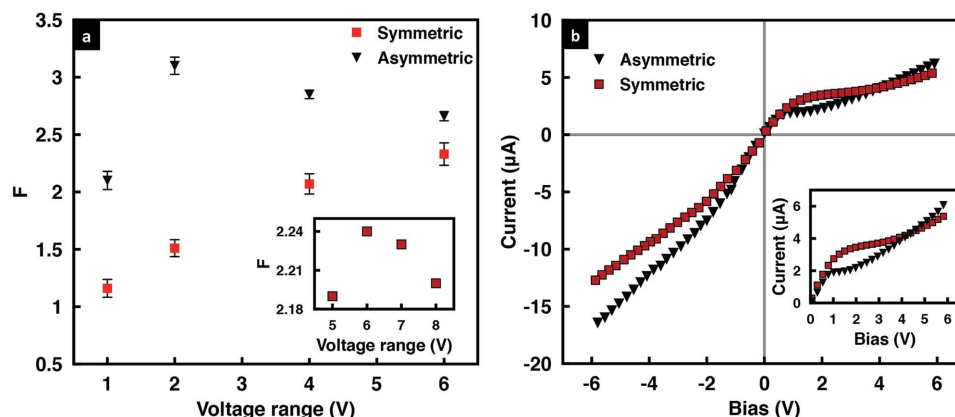 a
Symmetric
Asymmetric
3.5
3
2.5
2
1.5
1
0.5
F
1 2 3 4 5 6
Voltage range (V)
2.24
2.21
2.18
F
5 6 7 8
Voltage range (V)
b
Asymmetric
Symmetric
10
5
0
-5
-10
-15
-20
Current (µA)
-6 -4 -2 0 2 4 6
Bias (V)
6
4
2
0
Current (µA)
0 1 2 3 4 5 6
Bias (V)